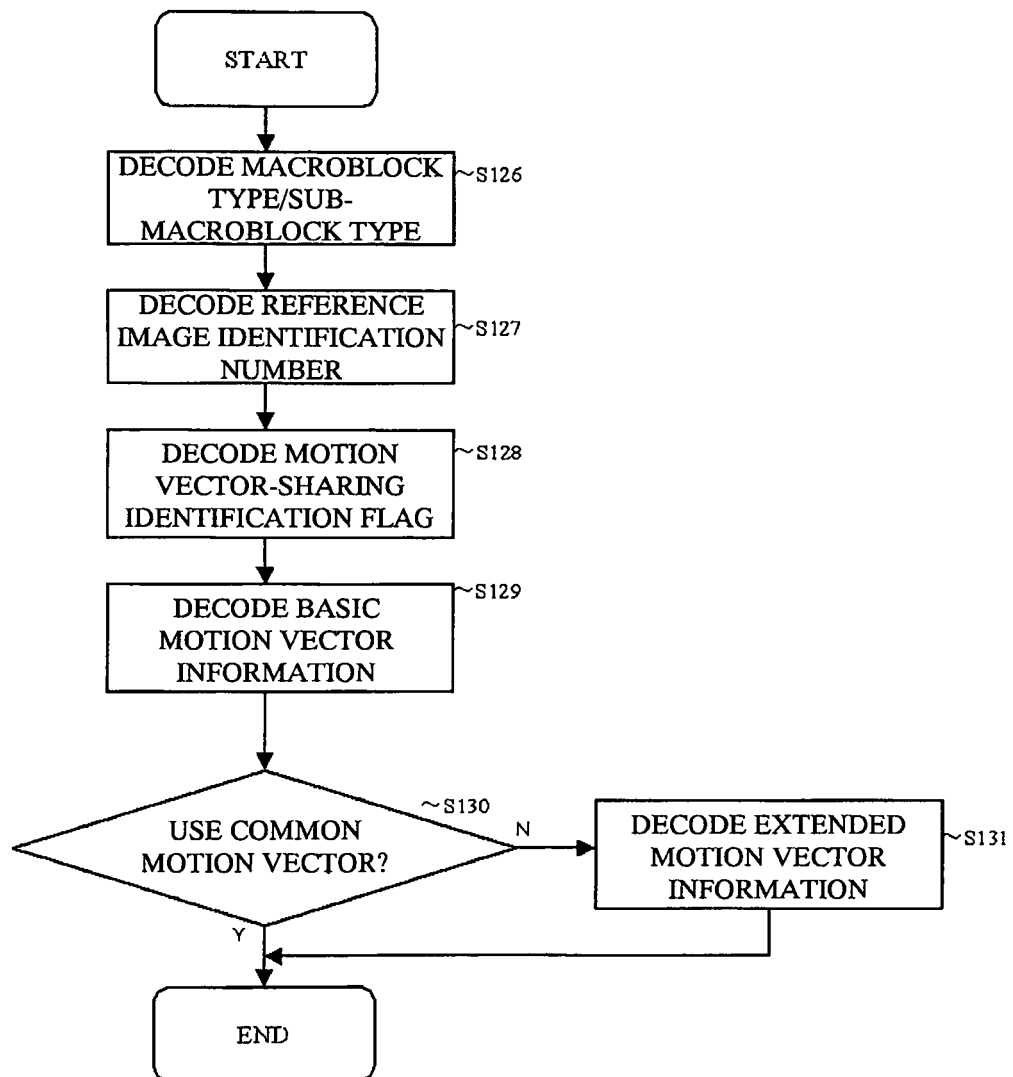 START
DECODE MACROBLOCK
TYPE/SUB-
MACROBLOCK TYPE
~S126
DECODE REFERENCE
IMAGE IDENTIFICATION
NUMBER
~S127
DECODE MOTION
VECTOR-SHARING
IDENTIFICATION FLAG
~S128
DECODE BASIC
MOTION VECTOR
INFORMATION
~S129
USE COMMON
MOTION VECTOR?
~S130
N
DECODE EXTENDED
MOTION VECTOR
INFORMATION
~S131
Y
END